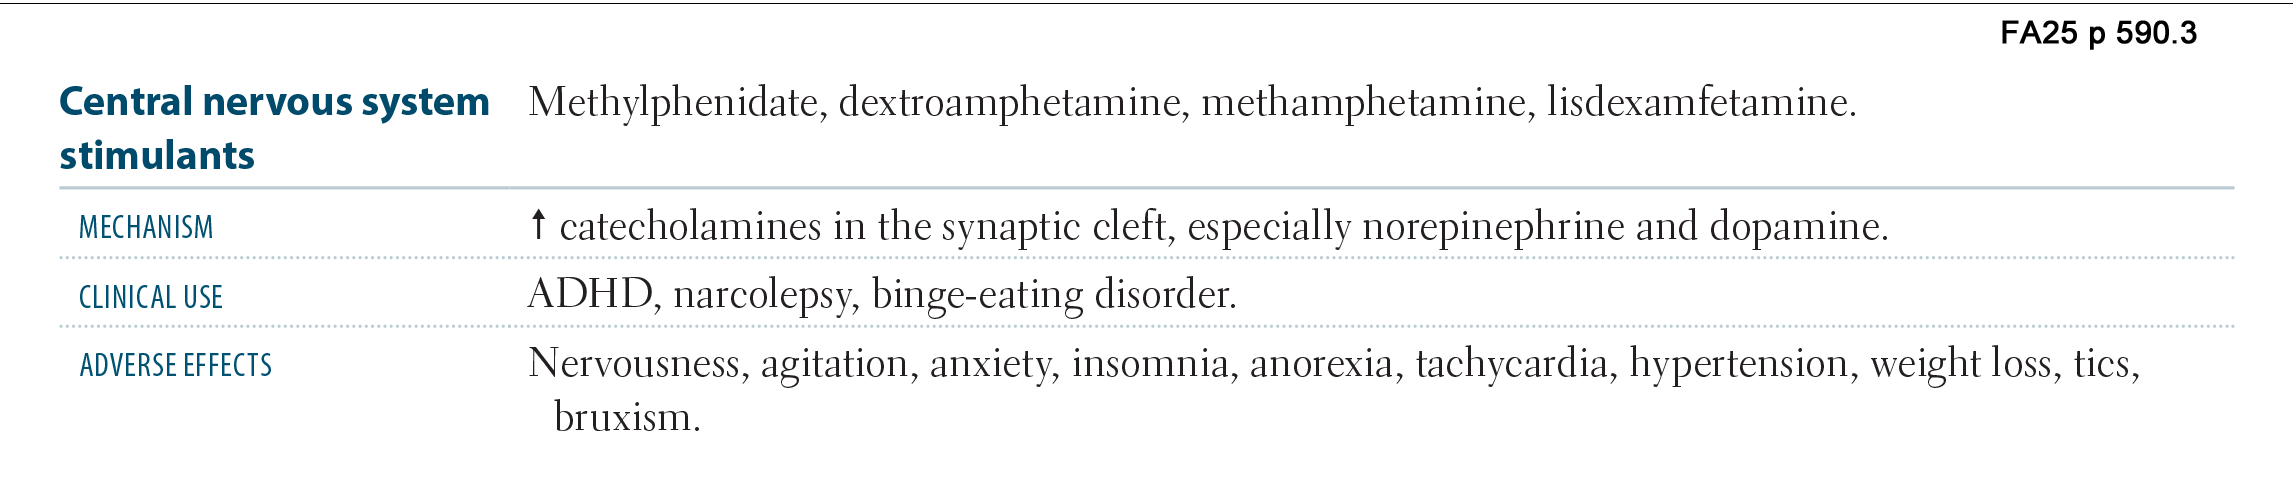 FA25 p 590.3
Central nervous system stimulants
Methylphenidate, dextroamphetamine, methamphetamine, lisdexamfetamine.
MECHANISM
↑ catecholamines in the synaptic cleft, especially norepinephrine and dopamine.
CLINICAL USE
ADHD, narcolepsy, binge-eating disorder.
ADVERSE EFFECTS
Nervousness, agitation, anxiety, insomnia, anorexia, tachycardia, hypertension, weight loss, tics,
bruxism.